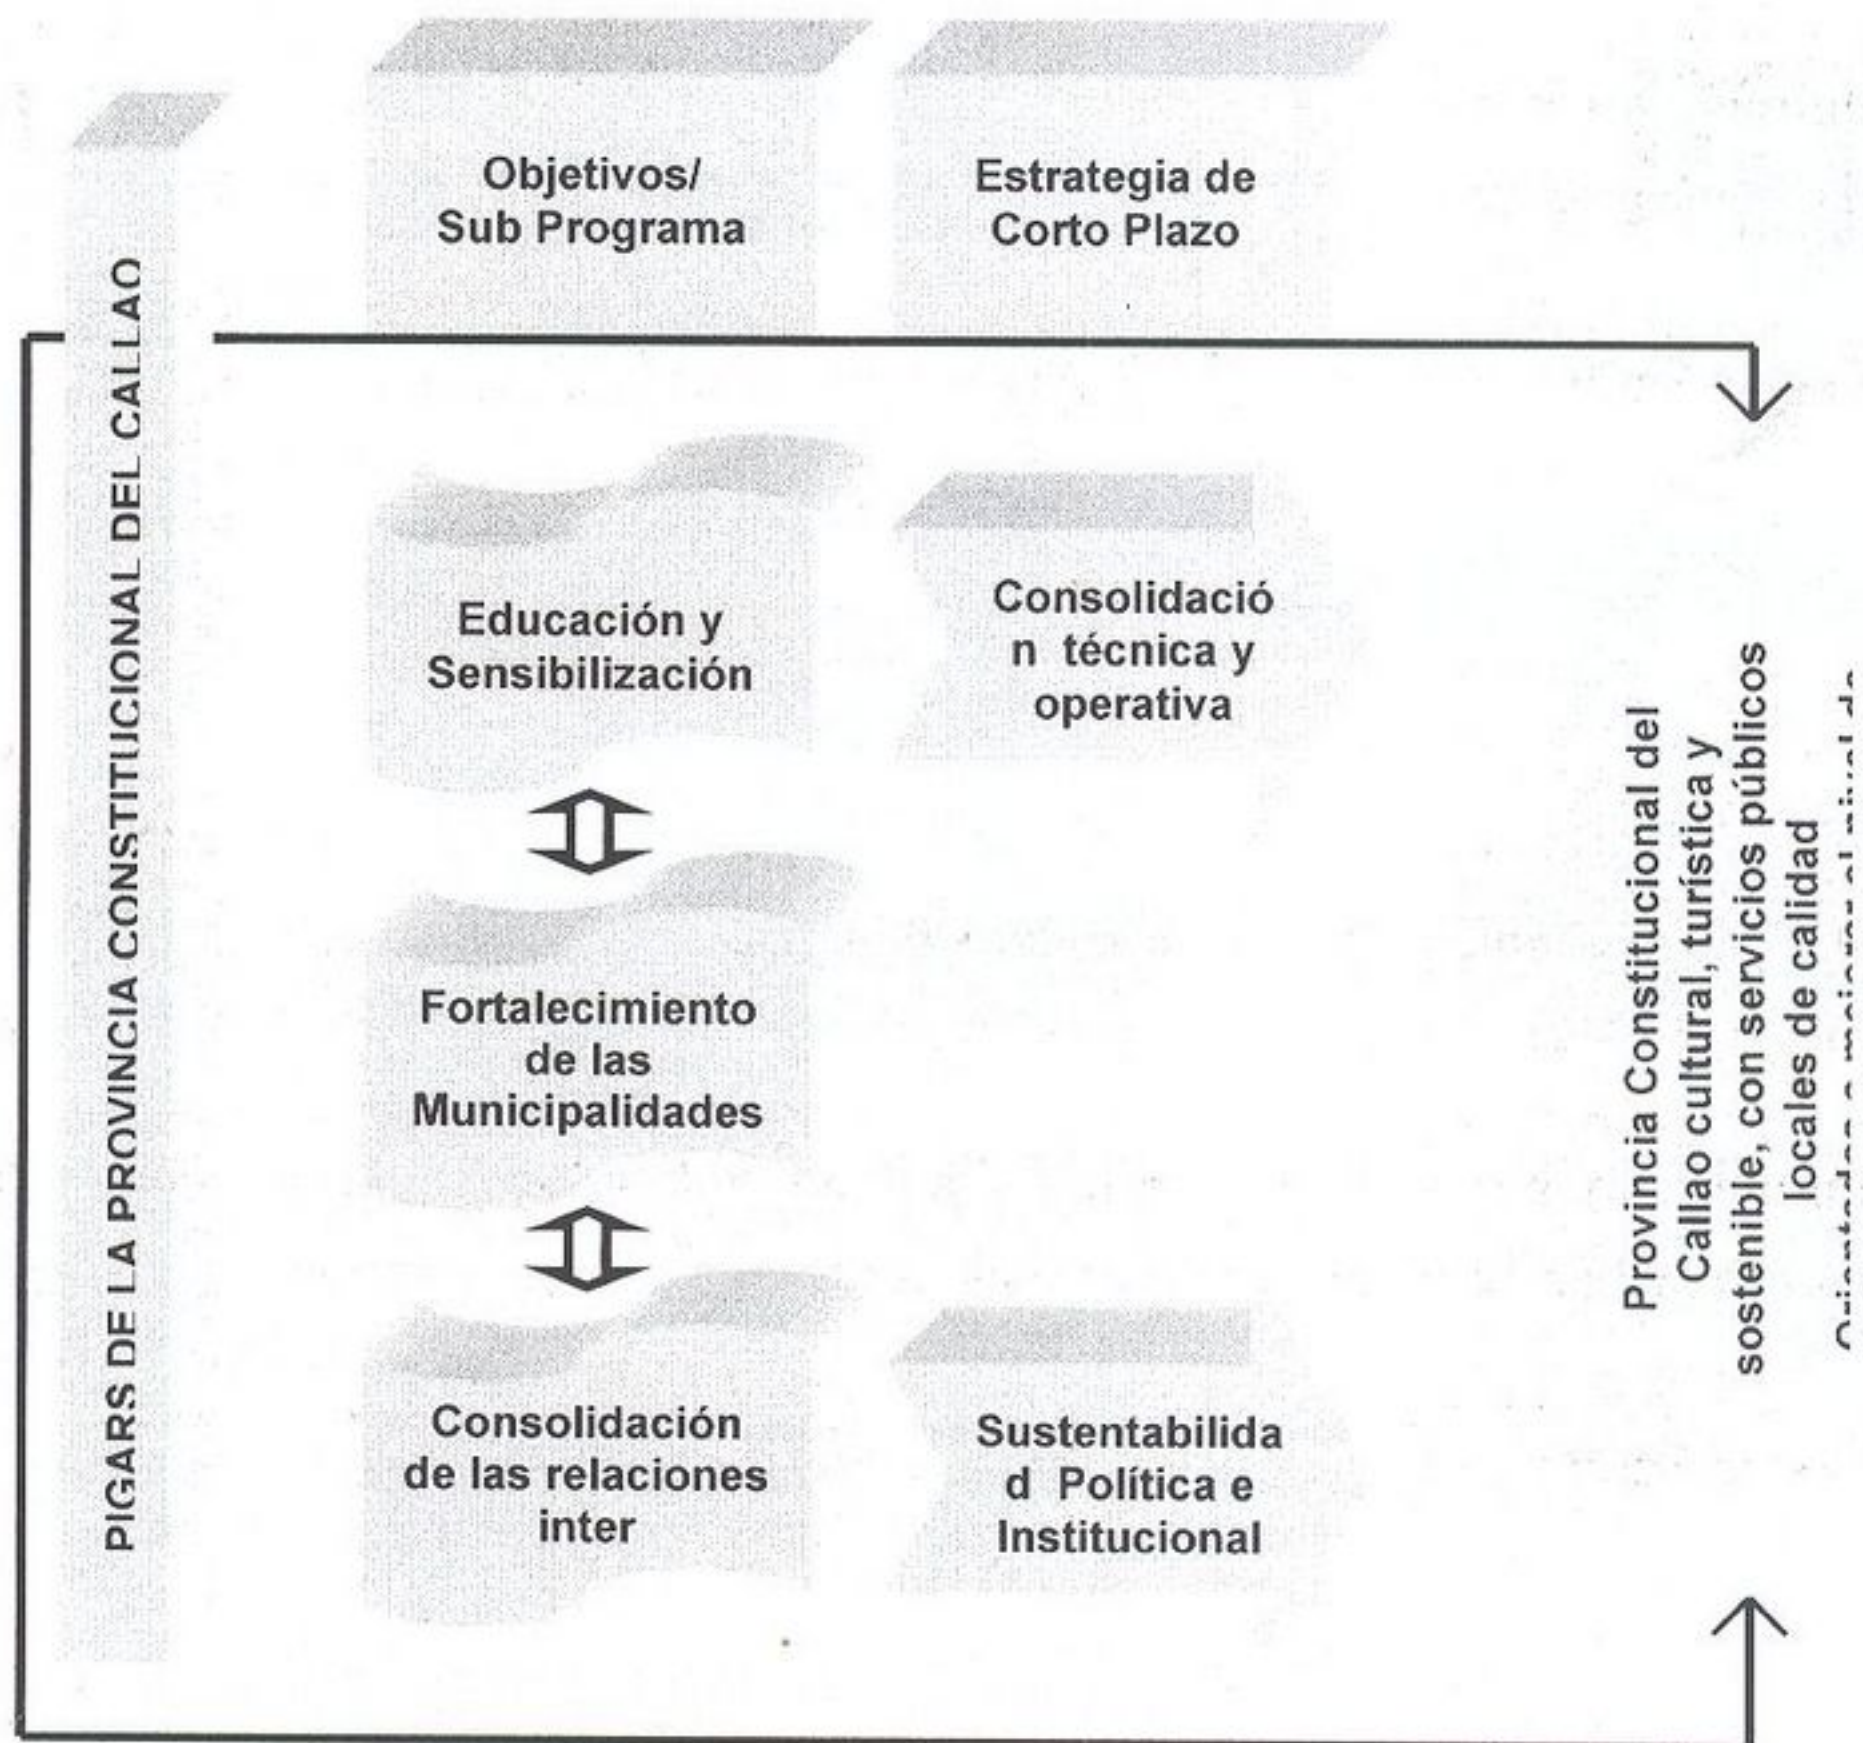 PIGARS DE LA PROVINCIA CONSTITUCIONAL DEL CALLAO
Objetivos/
Sub Programa
Estrategia de
Corto Plazo
Educación y
Sensibilización
Consolidació
n técnica y
operativa
Fortalecimiento
de las
Municipalidades
Consolidación
de las relaciones
inter
Sustentabilida
d Política e
Institucional
Provincia Constitucional del
Callao cultural, turística y
sostenible, con servicios públicos
locales de calidad